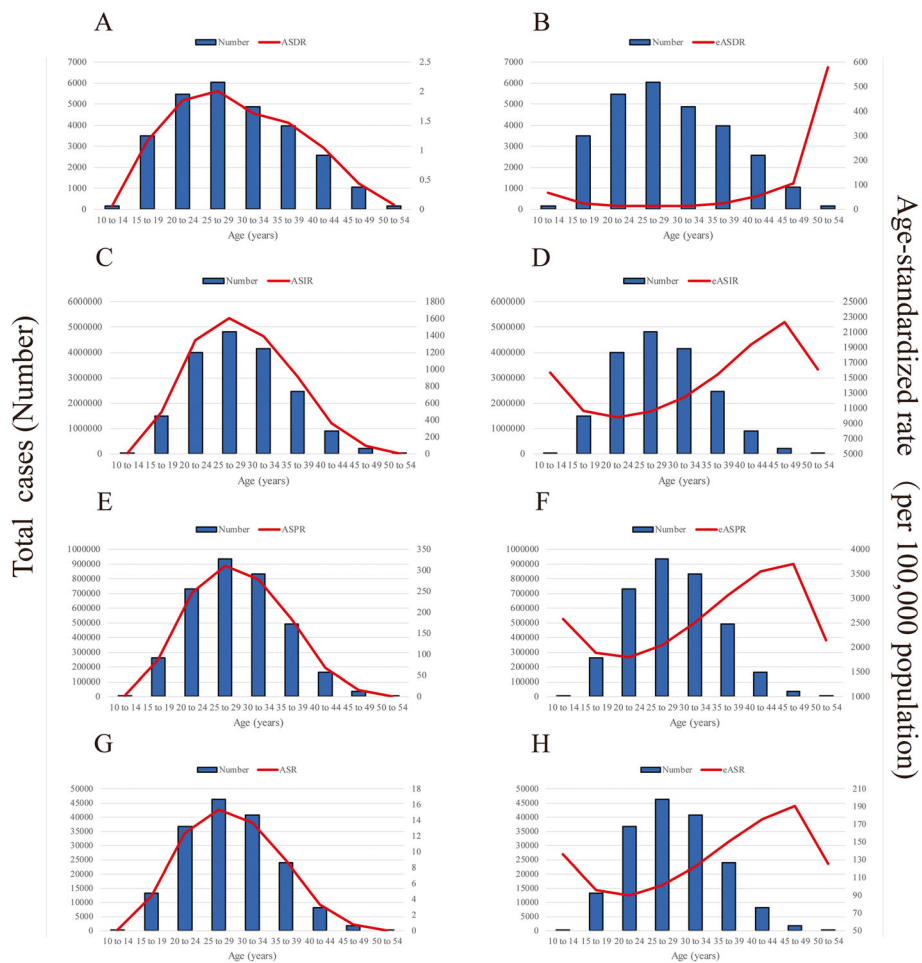 A
Number ASDR
7000 2.5
6000 2
5000
4000 1.5
3000 1
2000
1000 0.5
0 0
10 to 14 15 to 19 20 to 24 25 to 29 30 to 34 35 to 39 40 to 44 45 to 49 50 to 54
Age (years)
B
Number eASDR
7000 600
6000 500
5000 400
4000 300
3000 200
2000
1000 100
0 0
10 to 14 15 to 19 20 to 24 25 to 29 30 to 34 35 to 39 40 to 44 45 to 49 50 to 54
Age (years)
C
Number ASIR
6000000 1800
1600
5000000 1400
4000000 1200
1000
3000000 800
2000000 600
400
1000000 200
0 0
10 to 14 15 to 19 20 to 24 25 to 29 30 to 34 35 to 39 40 to 44 45 to 49 50 to 54
Age (years)
D
Number eASIR
6000000 25000
23000
5000000 21000
19000
4000000 17000
3000000 15000
13000
2000000 11000
9000
1000000 7000
0 5000
10 to 14 15 to 19 20 to 24 25 to 29 30 to 34 35 to 39 40 to 44 45 to 49 50 to 54
Age (years)
E
Number ASPR
1000000 350
900000 300
800000
700000 250
600000 200
500000
400000 150
300000 100
200000
100000 50
0 0
10 to 14 15 to 19 20 to 24 25 to 29 30 to 34 35 to 39 40 to 44 45 to 49 50 to 54
Age (years)
F
Number eASPR
1000000 4000
900000 3500
800000
700000 3000
600000 2500
500000
400000 2000
300000
200000 1500
100000
0 1000
10 to 14 15 to 19 20 to 24 25 to 29 30 to 34 35 to 39 40 to 44 45 to 49 50 to 54
Age (years)
G
Number ASR
50000 18
45000 16
40000 14
35000 12
30000 10
25000
20000 8
15000 6
10000 4
5000 2
0 0
10 to 14 15 to 19 20 to 24 25 to 29 30 to 34 35 to 39 40 to 44 45 to 49 50 to 54
Age (years)
H
Number eASR
50000 210
45000 190
40000 170
35000 150
30000
25000 130
20000 110
15000
10000 90
5000 70
0 50
10 to 14 15 to 19 20 to 24 25 to 29 30 to 34 35 to 39 40 to 44 45 to 49 50 to 54
Age (years)
Total cases (Number)
Age-standardized rate (per 100,000 population)